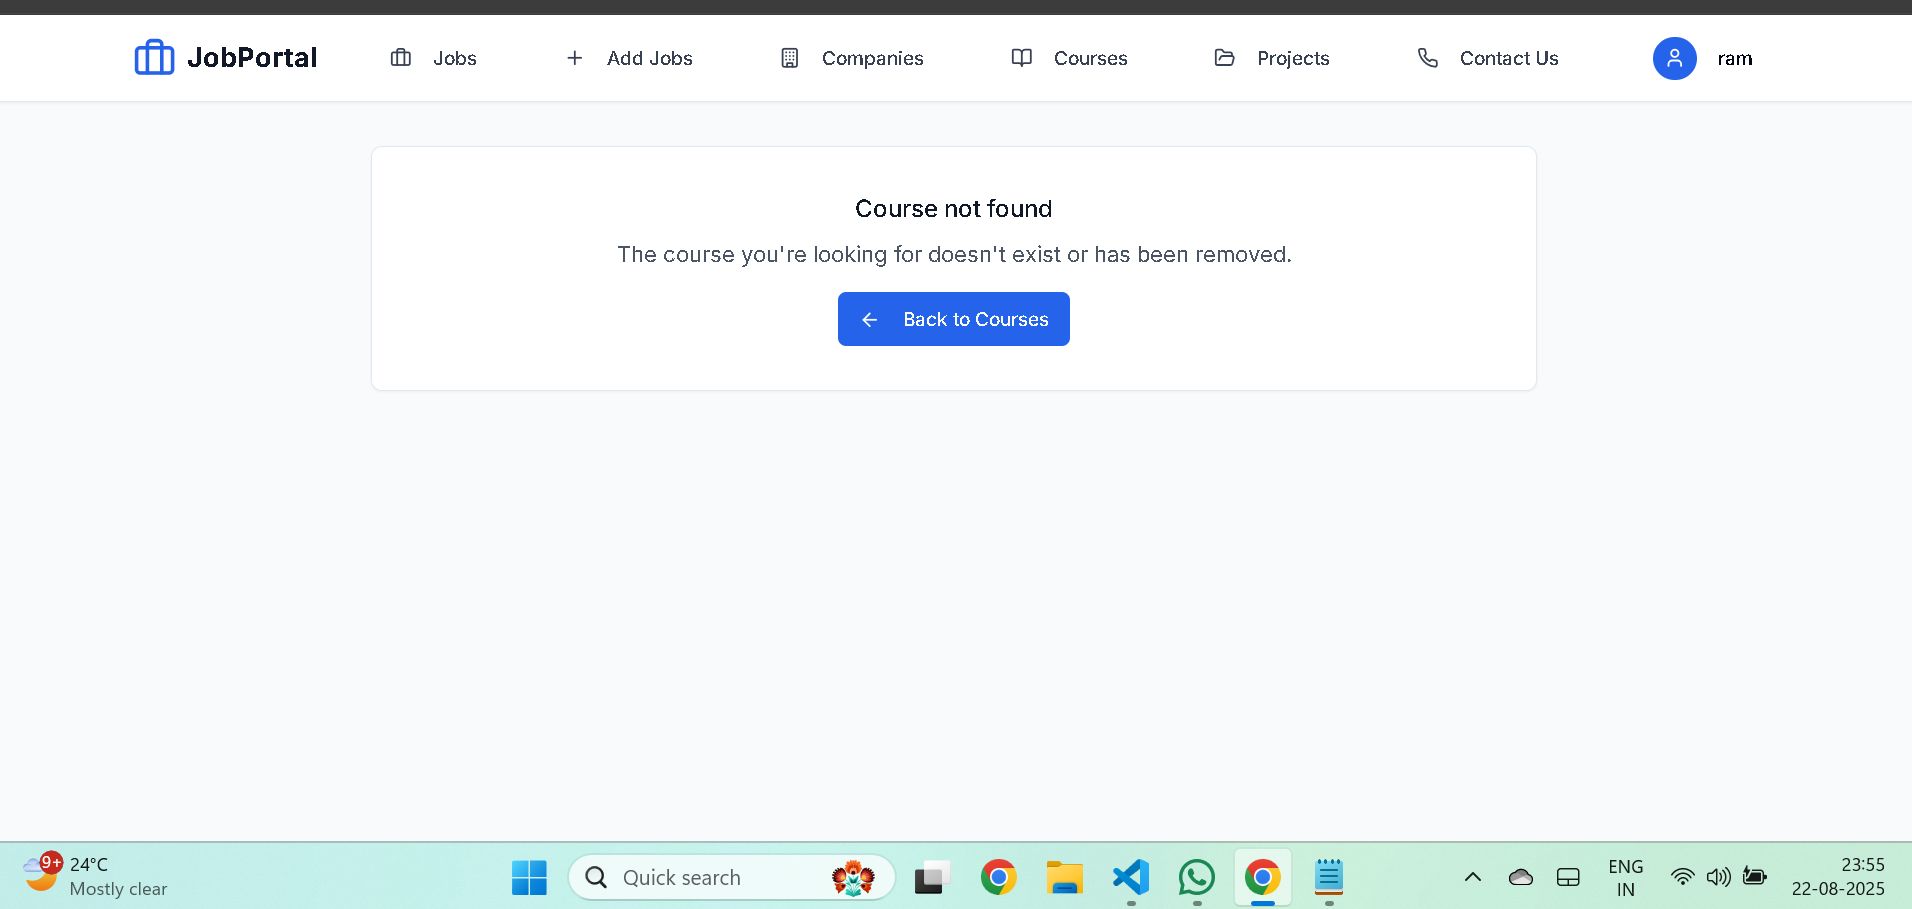 JobPortal
Jobs
Add Jobs
Companies
Courses
Projects
Contact Us
ram
Course not found
The course you're looking for doesn't exist or has been removed.
Back to Courses
9+
24°C
Mostly clear
Quick search
ENG
IN
23:55
22-08-2025